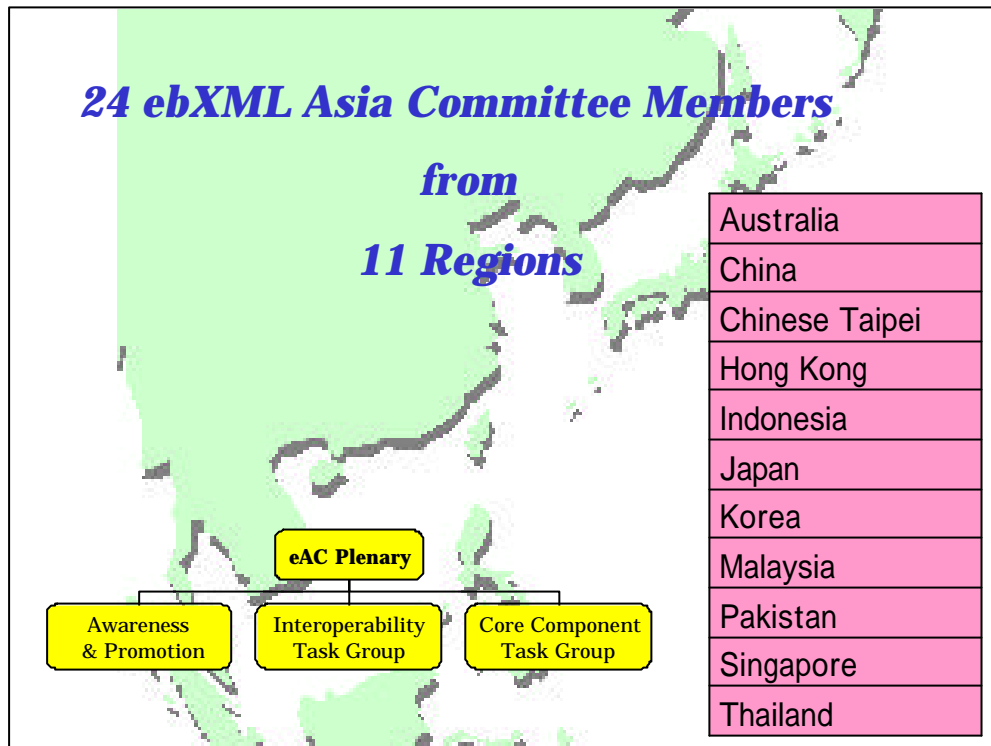 24 ebXML Asia Committee Members
from
11 Regions
Australia
China
Chinese Taipei
Hong Kong
Indonesia
Japan
Korea
Malaysia
Pakistan
Singapore
Thailand
eAC Plenary
Awareness
& Promotion
Interoperability
Task Group
Core Component
Task Group